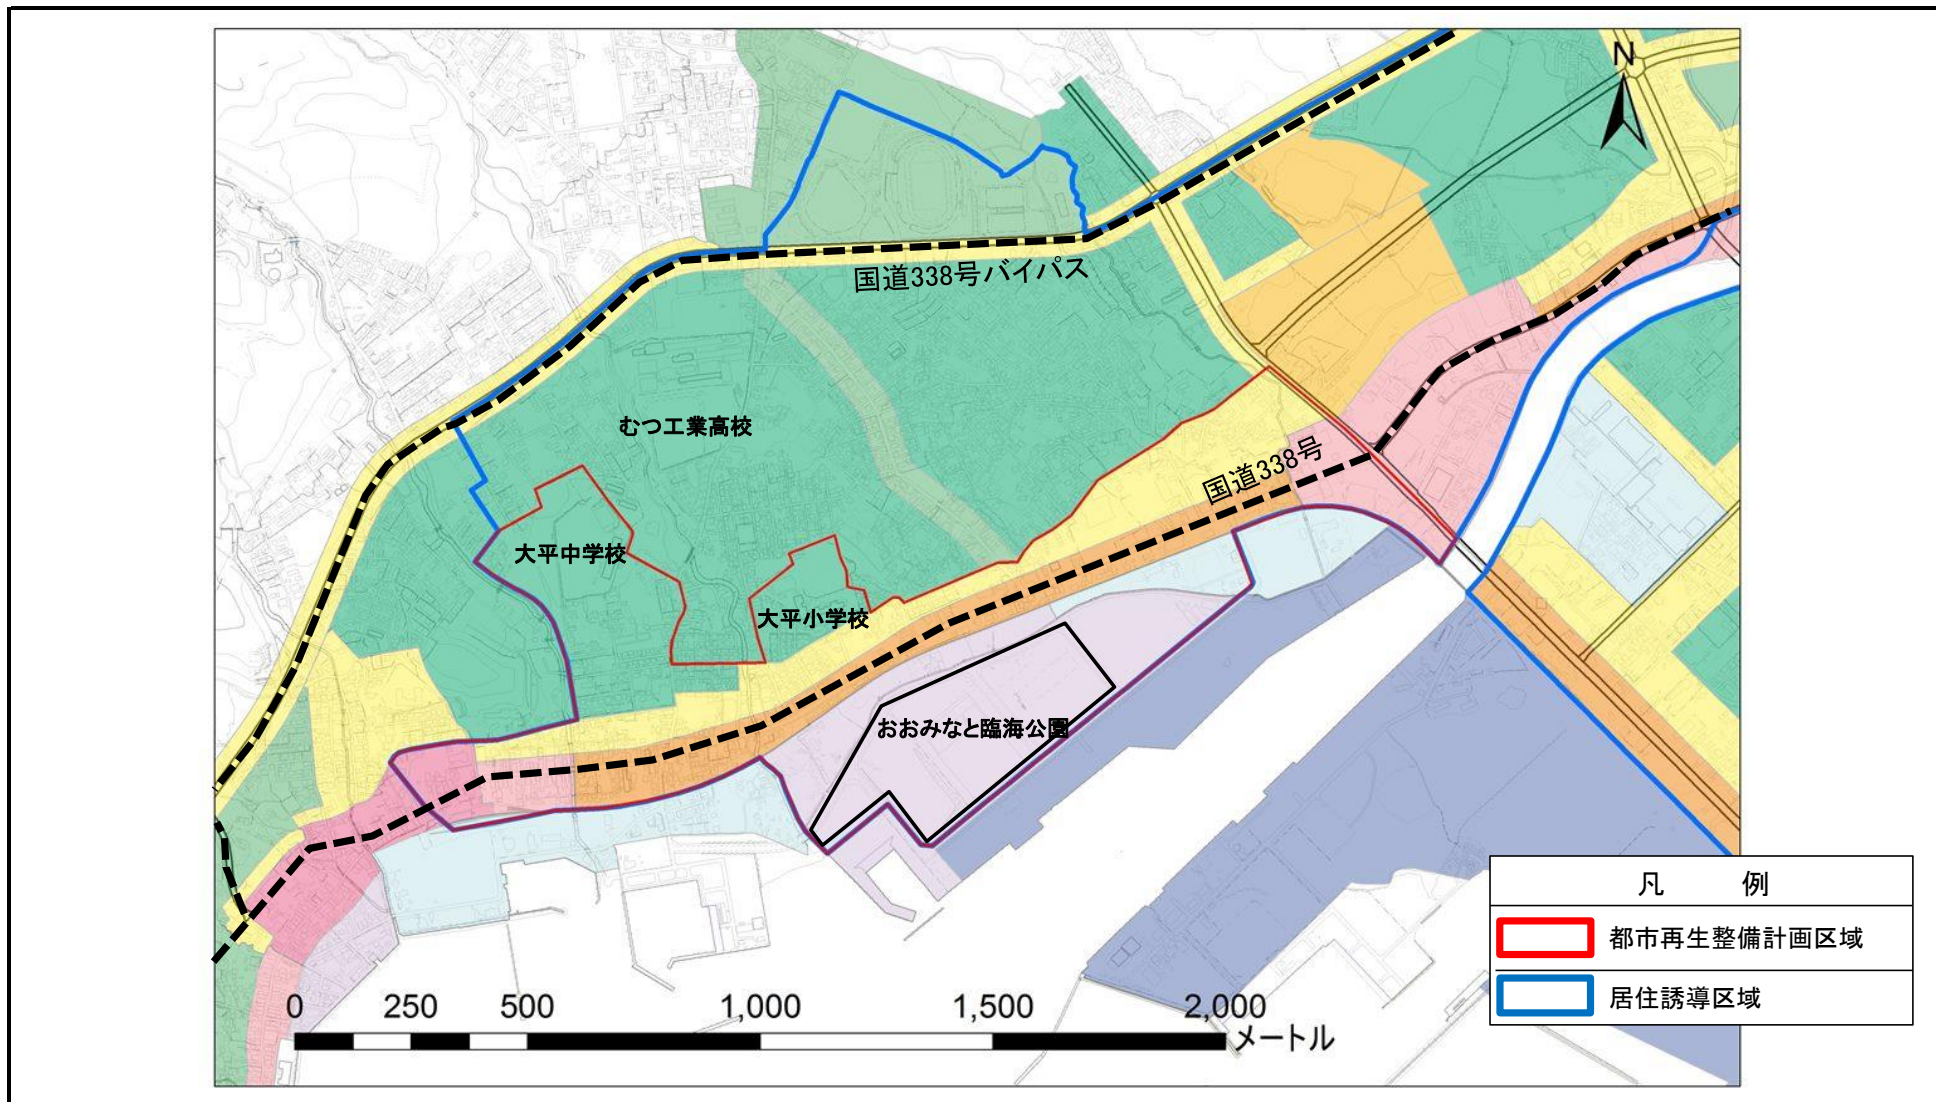 N
国道338号バイパス
むつ工業高校
国道338号
大平中学校
大平小学校
おおみなと臨海公園
凡 例
都市再生整備計画区域
居住誘導区域
0 250 500 1,000 1,500 2,000
メートル